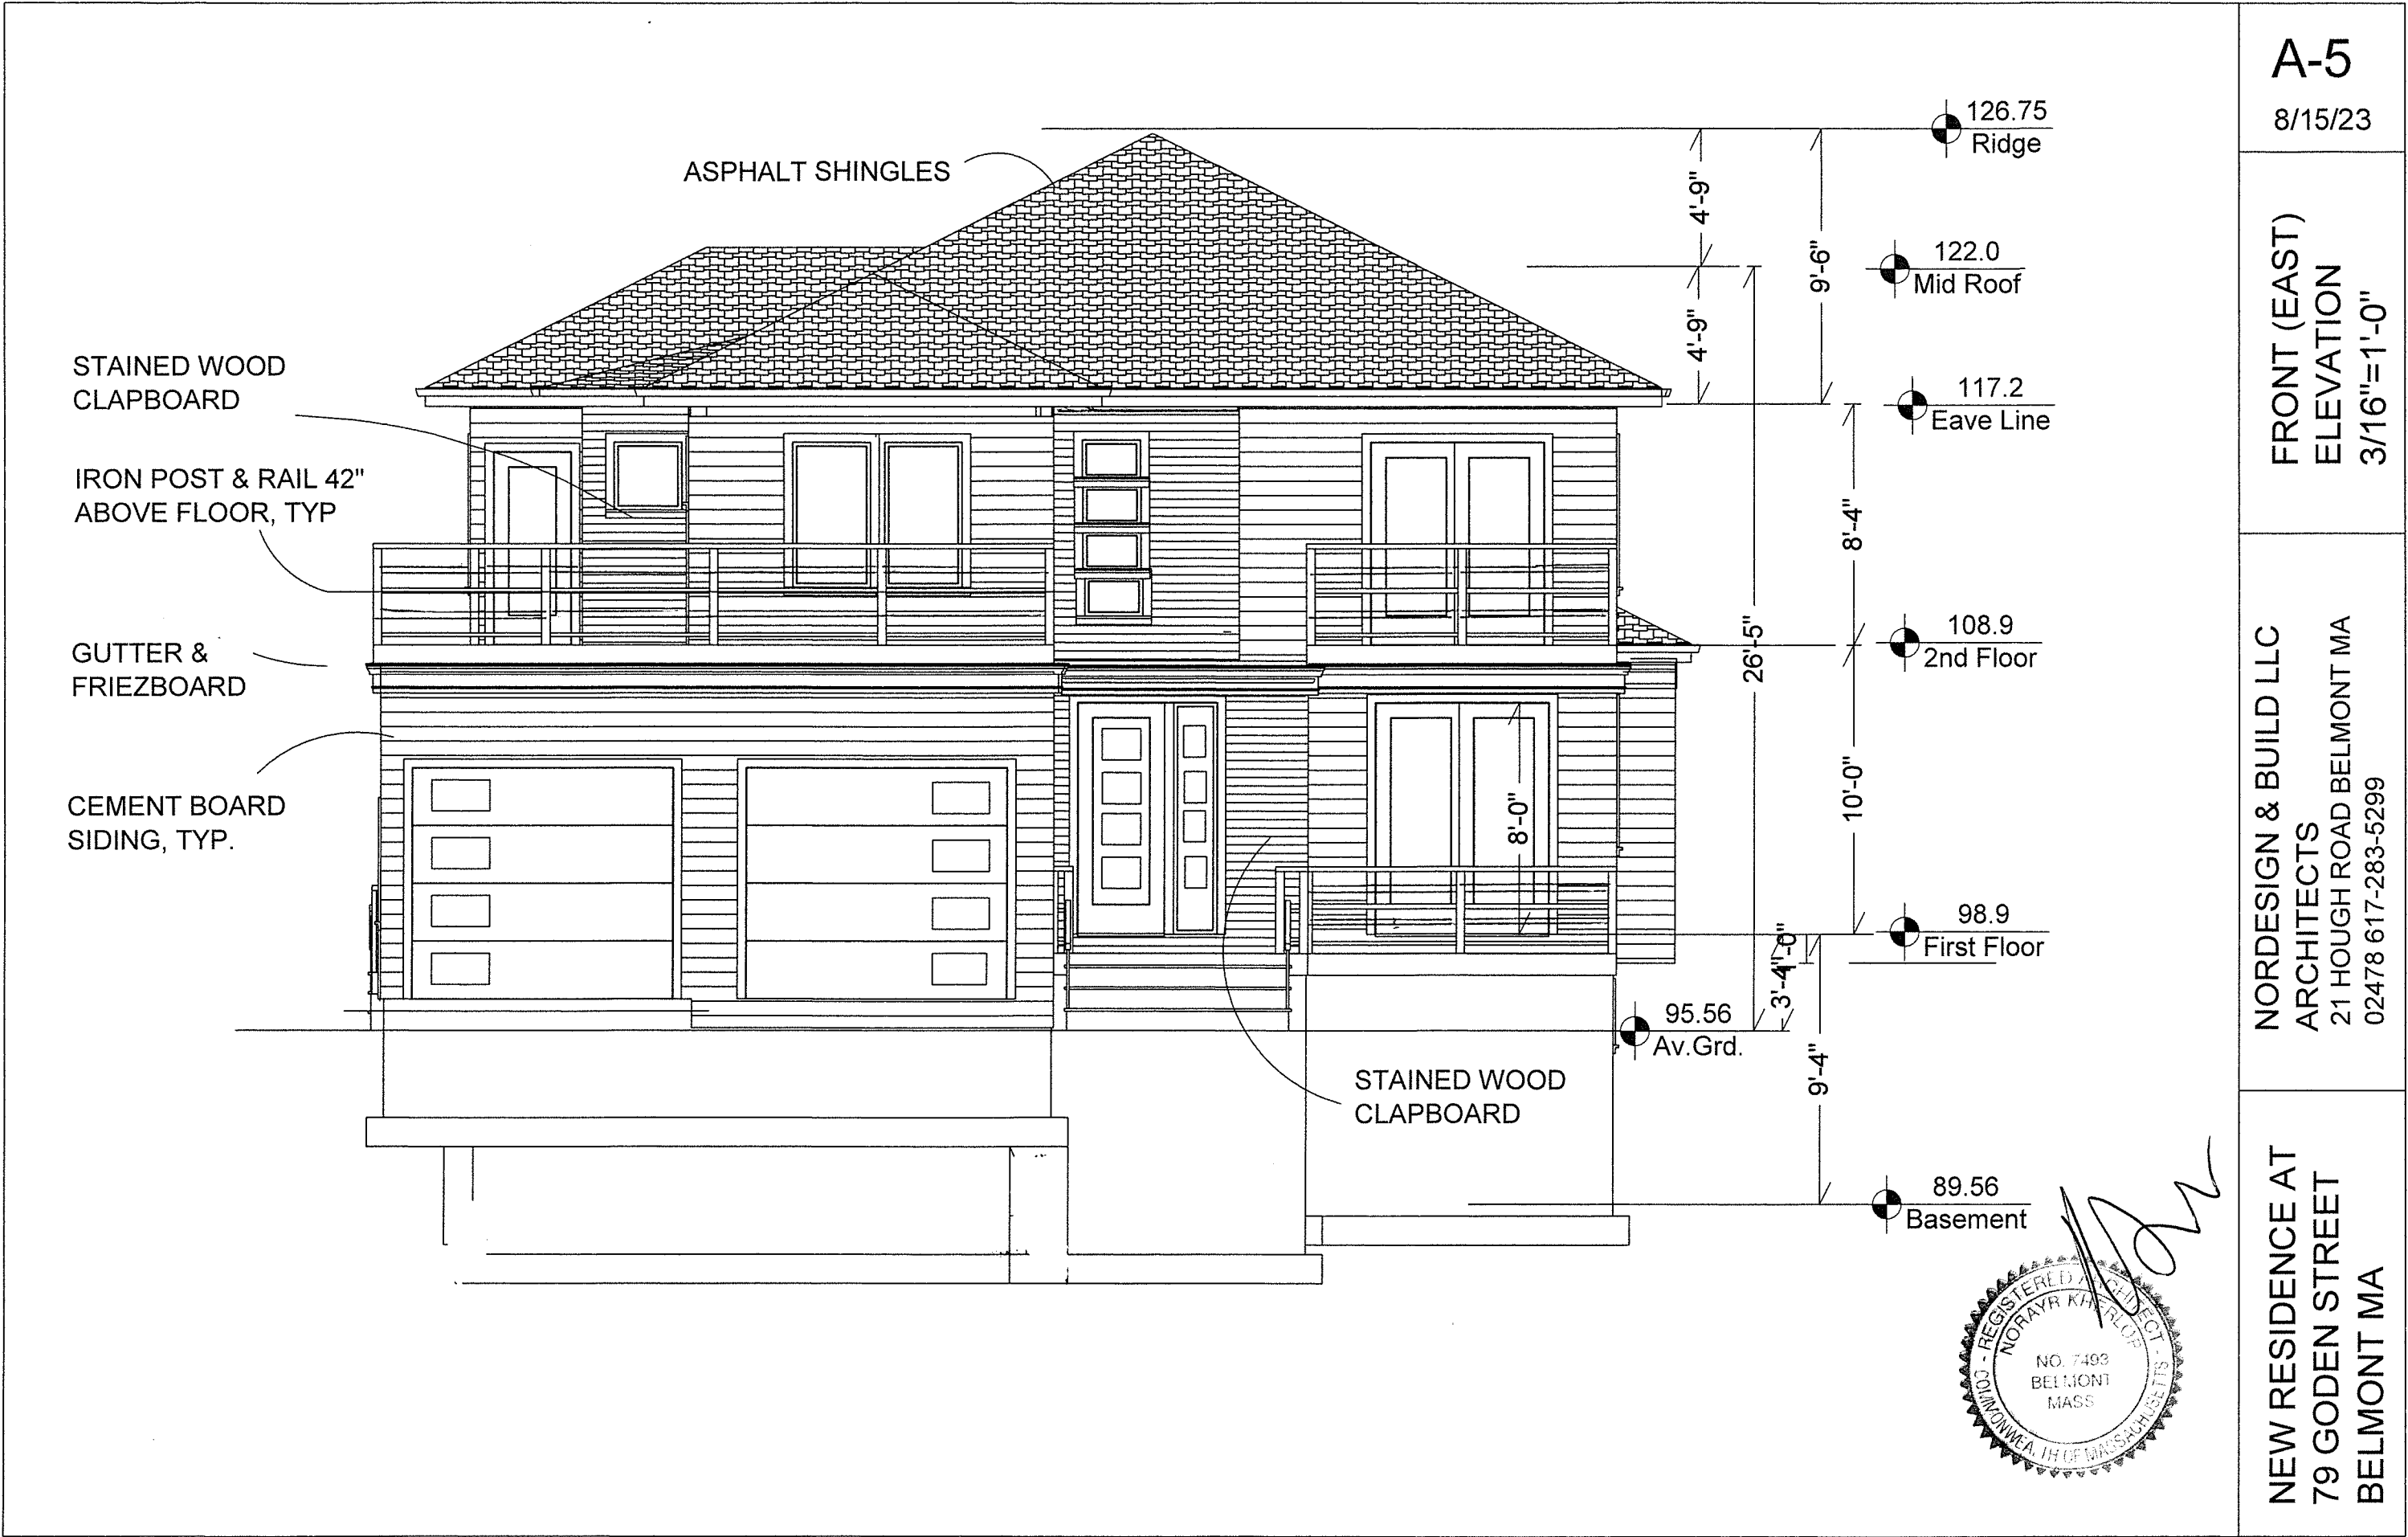 ASPHALT SHINGLES
STAINED WOOD
CLAPBOARD
IRON POST & RAIL 42"
ABOVE FLOOR, TYP
GUTTER &
FRIEZBOARD
CEMENT BOARD
SIDING, TYP.
STAINED WOOD
CLAPBOARD
8'-0"
4'-9"
4'-9"
9'-6"
8'-4"
26'-5"
10'-0"
1'-0"
3'-4"
9'-4"
126.75
Ridge
122.0
Mid Roof
117.2
Eave Line
108.9
2nd Floor
98.9
First Floor
95.56
Av.Grd.
89.56
Basement
REGISTERED ARCHITECT
NORAYR KHERLOP
NO. 7493
BELMONT
MASS
COMMONWEALTH OF MASSACHUSETTS
A-5
8/15/23
FRONT (EAST)
ELEVATION
3/16"=1'-0"
NORDESIGN & BUILD LLC
ARCHITECTS
21 HOUGH ROAD BELMONT MA
02478 617-283-5299
NEW RESIDENCE AT
79 GODEN STREET
BELMONT MA